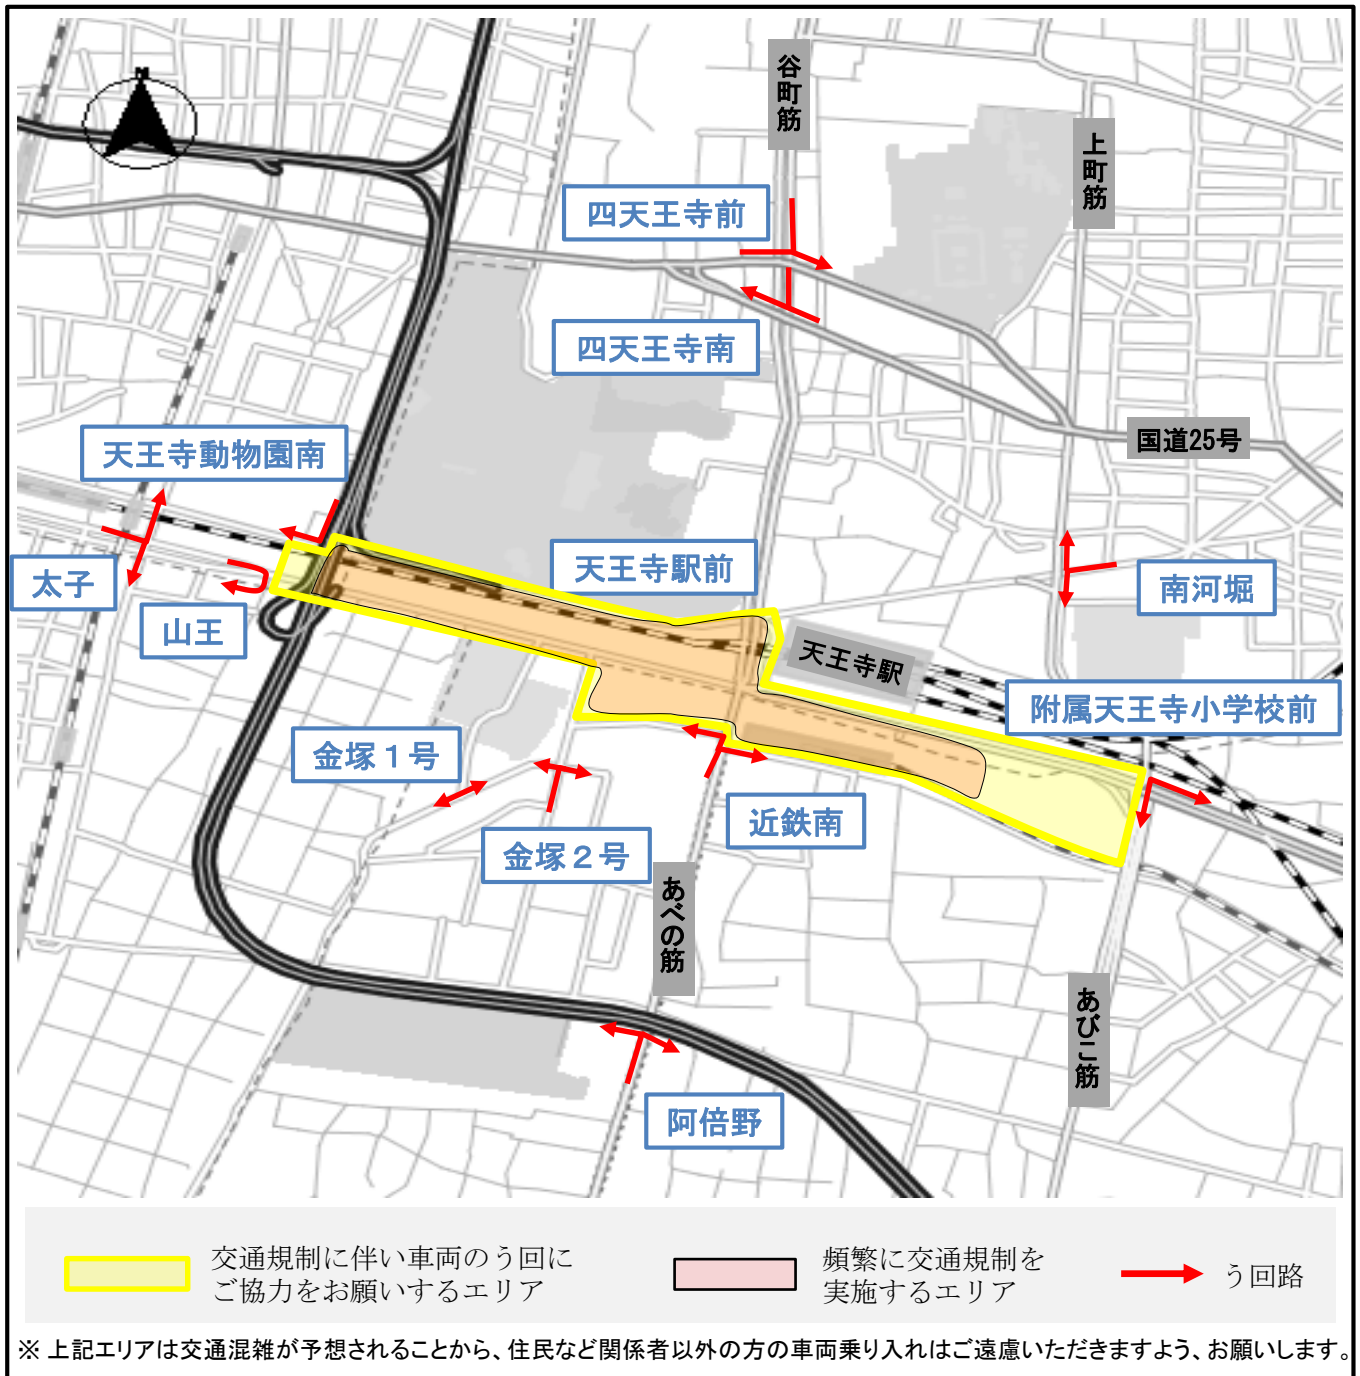 N
谷町筋
上町筋
四天王寺前
四天王寺南
国道25号
天王寺動物園南
天王寺駅前
太子
南河堀
山王
天王寺駅
附属天王寺小学校前
金塚1号
近鉄南
金塚2号
あべの筋
あびこ筋
阿倍野
交通規制に伴い車両のう回に
ご協力をお願いするエリア
頻繁に交通規制を
実施するエリア
う回路
※ 上記エリアは交通混雑が予想されることから、住民など関係者以外の方の車両乗り入れはご遠慮いただきますよう、お願いします。